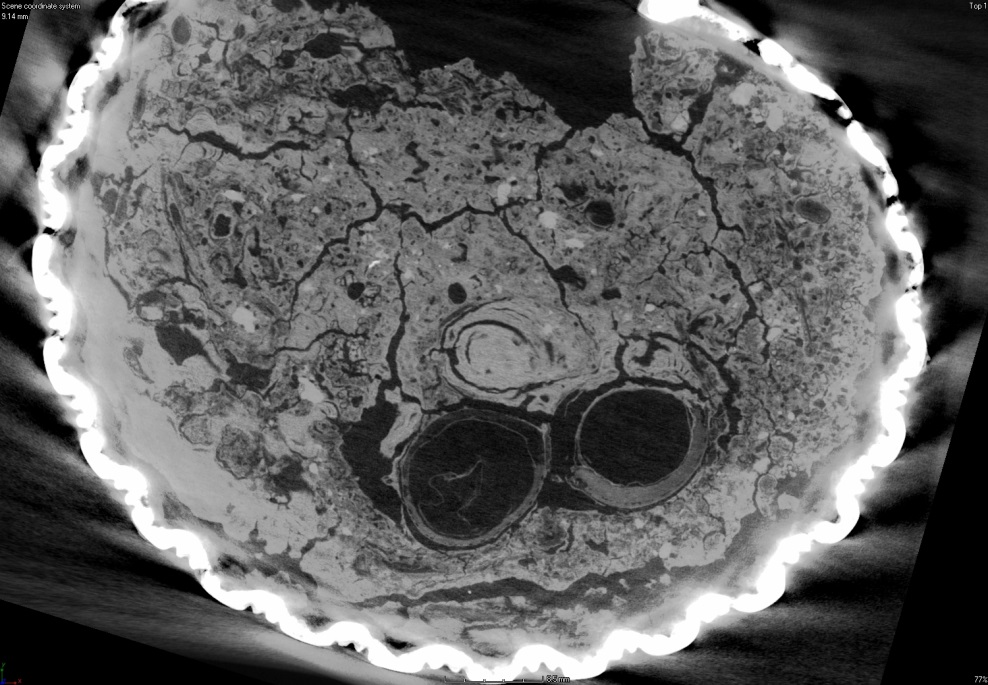 Scene coordinate system
9.14 mm
Top 1
77%